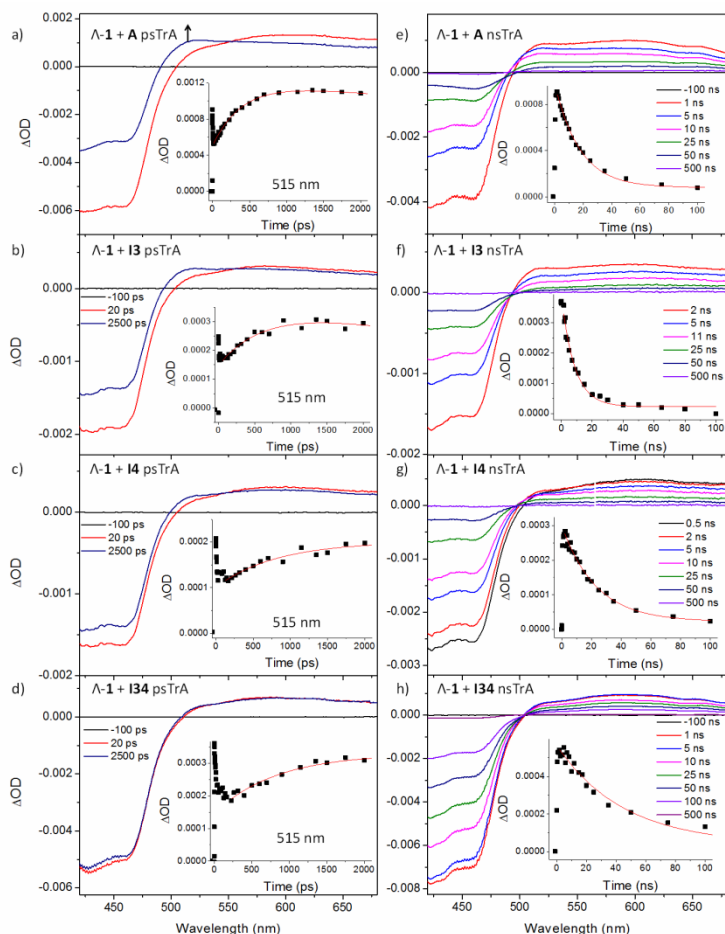 a) Λ-1 + A psTrA
0.002
0.000
-0.002
-0.004
-0.006
ΔOD
0.0012
0.0008
0.0004
0.0000
ΔOD
515 nm
0 500 1000 1500 2000
Time (ps)
b) Λ-1 + I3 psTrA
0.000
-0.001
-0.002
ΔOD
-100 ps
20 ps
2500 ps
0.0003
0.0002
0.0001
0.0000
ΔOD
515 nm
0 500 1000 1500 2000
Time (ps)
c) Λ-1 + I4 psTrA
0.000
-0.001
ΔOD
-100 ps
20 ps
2500 ps
0.0002
0.0001
0.0000
ΔOD
515 nm
0 500 1000 1500 2000
Time (ps)
d) Λ-1 + I34 psTrA
0.002
0.000
-0.002
-0.004
-0.006
ΔOD
-100 ps
20 ps
2500 ps
0.0003
0.0002
0.0001
0.0000
ΔOD
515 nm
0 500 1000 1500 2000
Time (ps)
450 500 550 600 650
Wavelength (nm)
e) Λ-1 + A nsTrA
0.000
-0.002
-0.004
ΔOD
-100 ns
1 ns
5 ns
10 ns
25 ns
50 ns
500 ns
0.0008
0.0004
0.0000
ΔOD
0 20 40 60 80 100
Time (ns)
f) Λ-1 + I3 nsTrA
0.000
-0.001
-0.002
ΔOD
2 ns
5 ns
11 ns
25 ns
50 ns
500 ns
0.0003
0.0002
0.0001
0.0000
ΔOD
0 20 40 60 80 100
Time (ns)
g) Λ-1 + I4 nsTrA
0.000
-0.001
-0.002
-0.003
ΔOD
0.5 ns
2 ns
5 ns
10 ns
25 ns
50 ns
500 ns
0.0003
0.0002
0.0001
0.0000
ΔOD
0 20 40 60 80 100
Time (ns)
h) Λ-1 + I34 nsTrA
0.000
-0.002
-0.004
-0.006
-0.008
ΔOD
-100 ns
1 ns
5 ns
10 ns
25 ns
50 ns
100 ns
500 ns
0.0004
0.0002
0.0000
ΔOD
0 20 40 60 80 100
Time (ns)
450 500 550 600 650
Wavelength (nm)